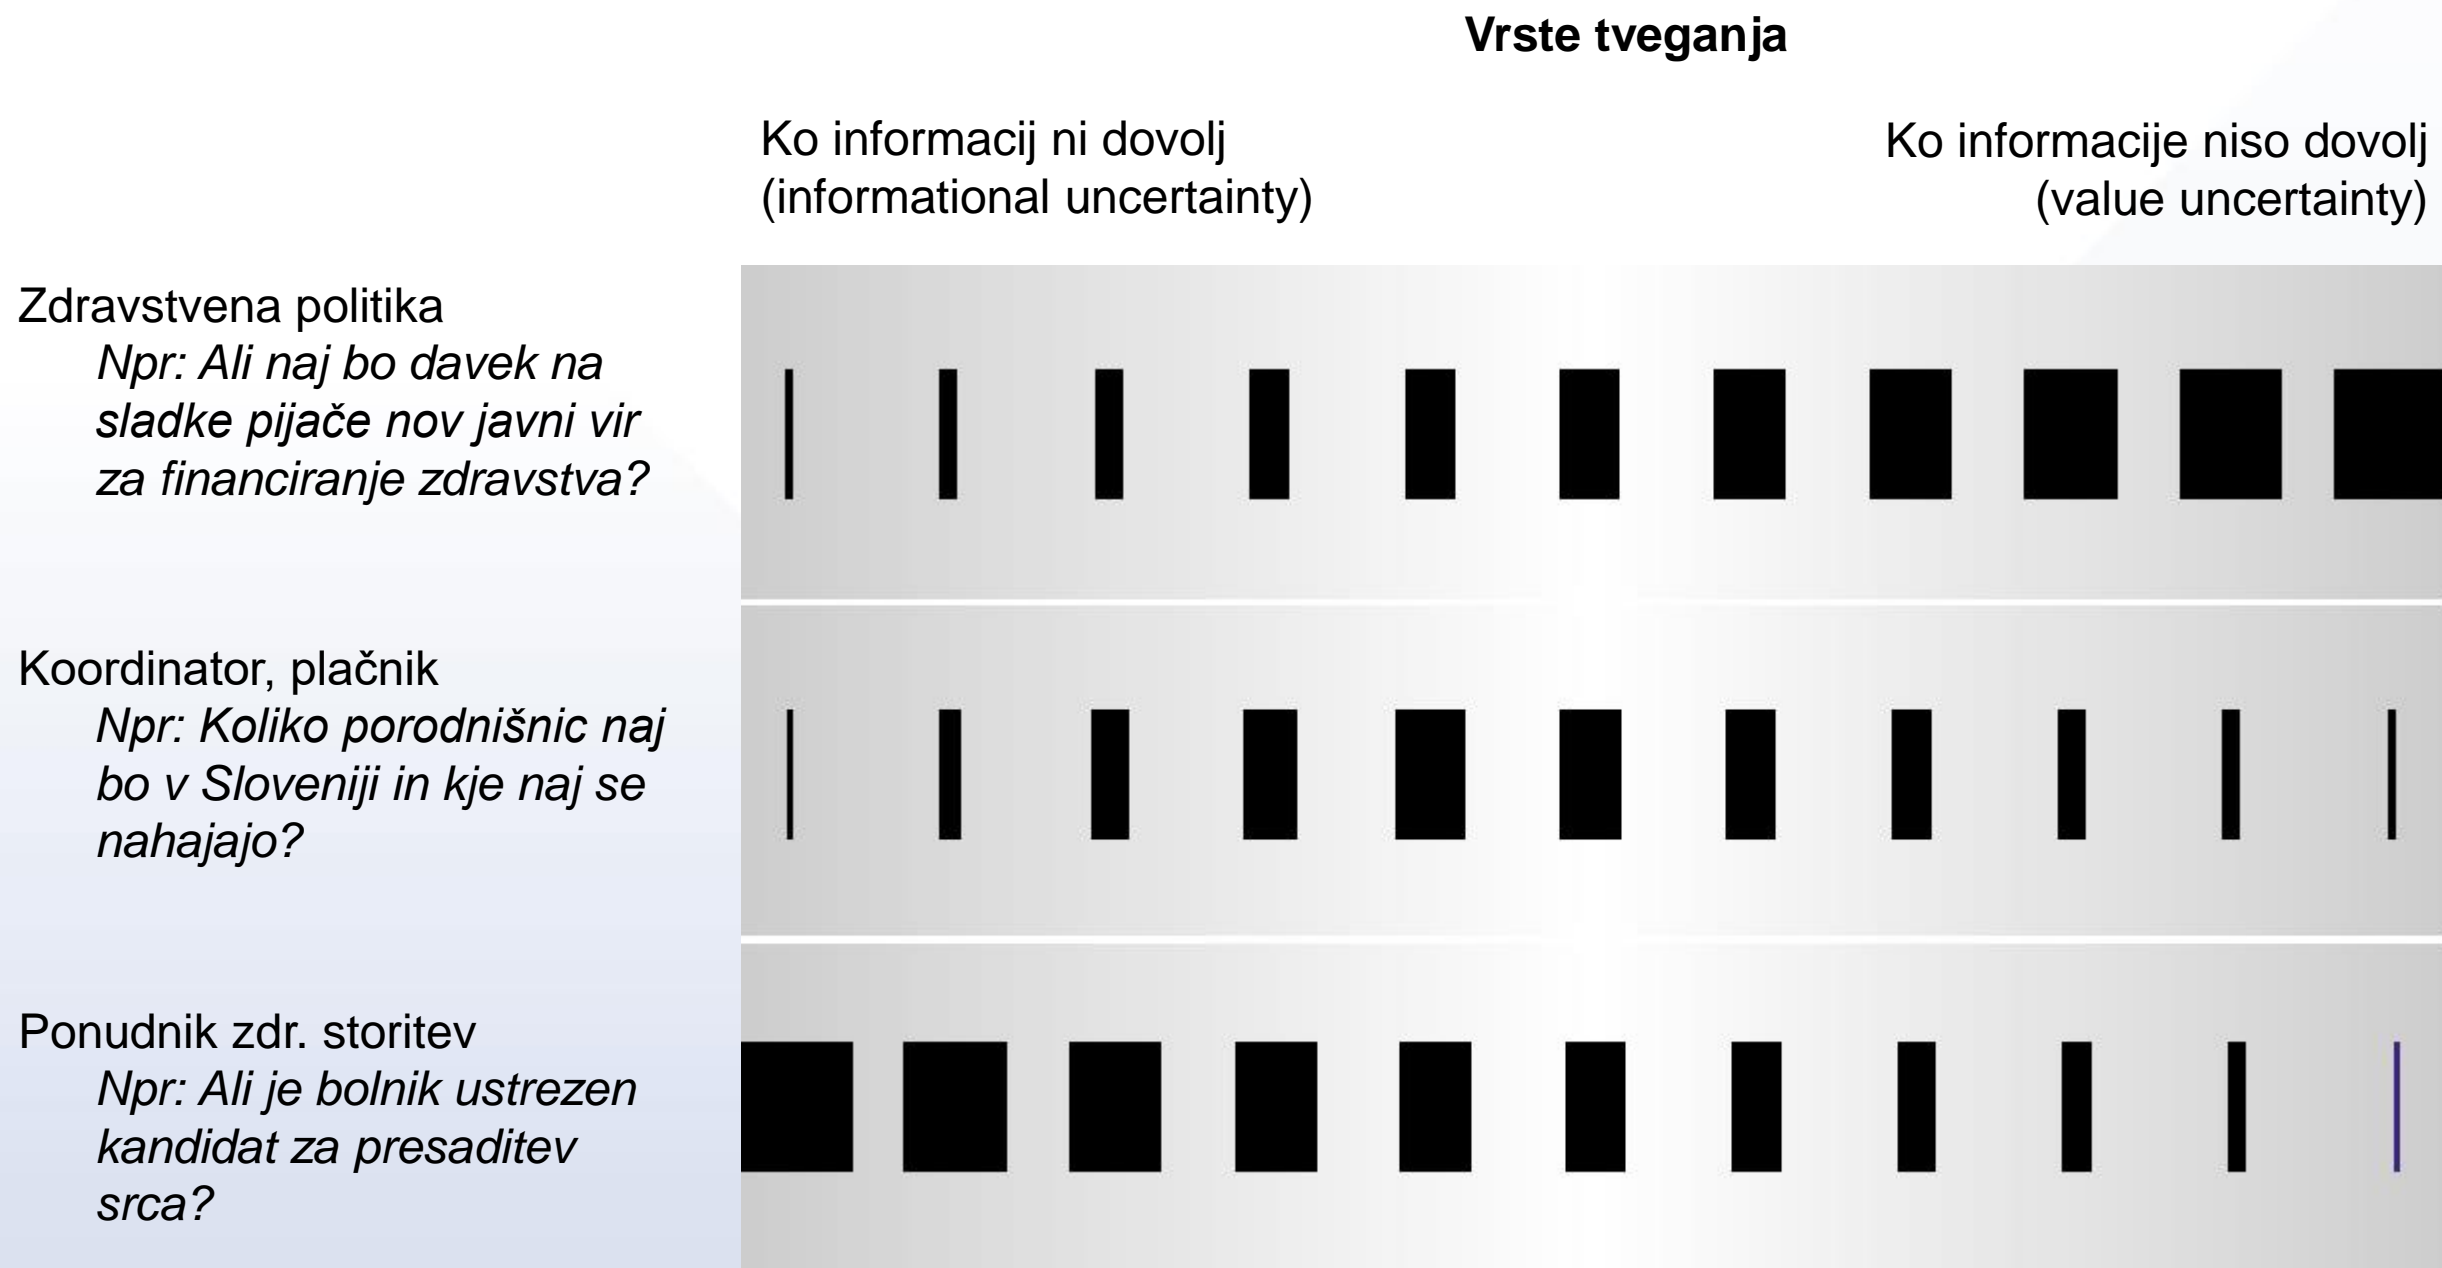 Vrste tveganja
Ko informacij ni dovolj
(informational uncertainty)
Ko informacije niso dovolj
(value uncertainty)
Zdravstvena politika
Npr: Ali naj bo davek na
sladke pijače nov javni vir
za financiranje zdravstva?
Koordinator, plačnik
Npr: Koliko porodnišnic naj
bo v Sloveniji in kje naj se
nahajajo?
Ponudnik zdr. storitev
Npr: Ali je bolnik ustrezen
kandidat za presaditev
srca?